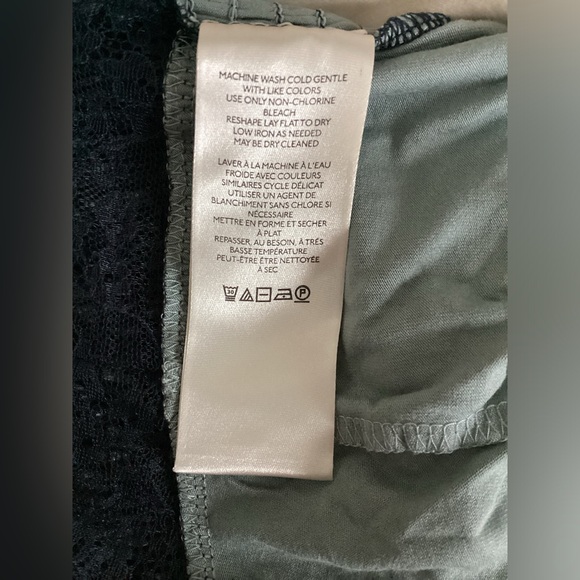 MACHINE WASH COLD GENTLE
WITH LIKE COLORS
USE ONLY NON-CHLORINE
BLEACH
RESHAPE LAY FLAT TO DRY
LOW IRON AS NEEDED
MAY BE DRY CLEANED
LAVER À LA MACHINE À L'EAU
FROIDE AVEC COULEURS
SIMILAIRES CYCLE DÉLICAT
UTILISER UN AGENT DE
BLANCHIMENT SANS CHLORE SI
NÉCESSAIRE
METTRE EN FORME ET SECHER
À PLAT
REPASSER, AU BESOIN, À TRÉS
BASSE TEMPÉRATURE
PEUT-ÊTRE ÊTRE NETTOYÉE
À SEC
30 P